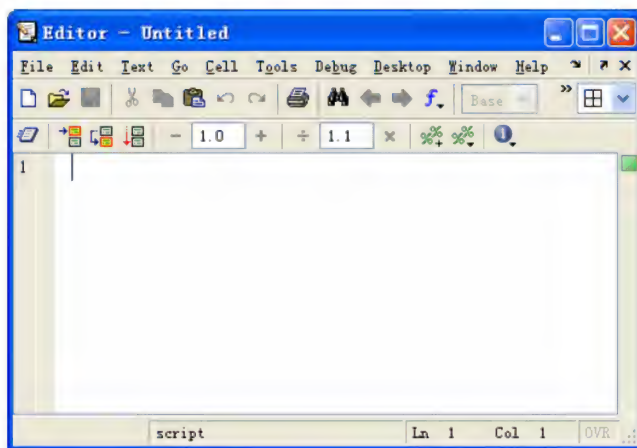 Editor - Untitled
File Edit Text Go Cell Tools Debug Desktop Window Help
Base
- 1.0 + ÷ 1.1 ×
1
script Ln 1 Col 1 OVR